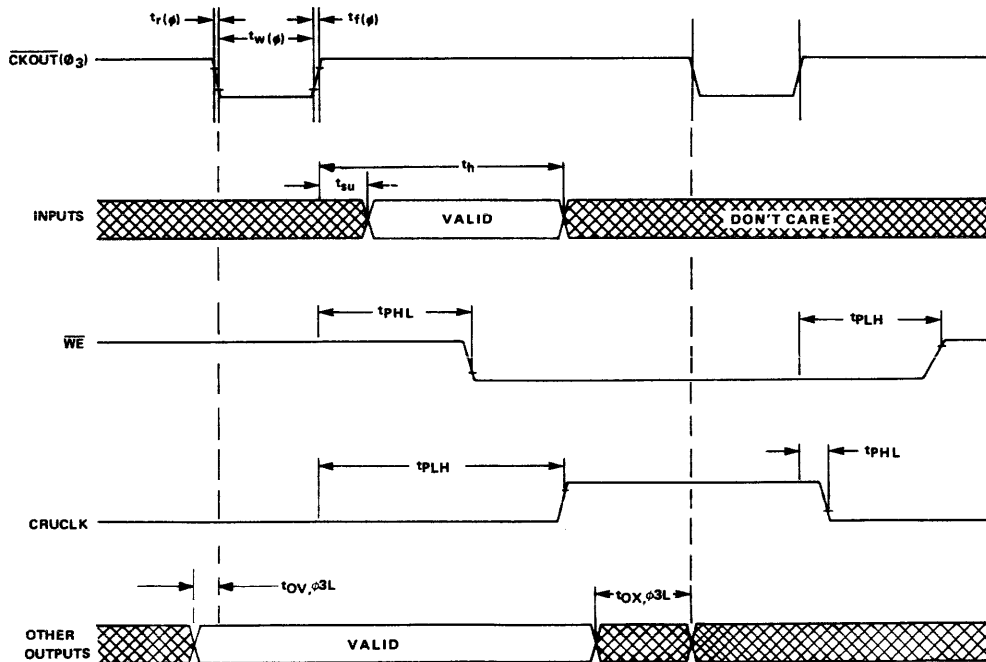 tr(ϕ)
tw(ϕ)
tf(ϕ)
CKOUT(ϕ3)
th
tsu
INPUTS
VALID
DON'T CARE
tPHL
tPLH
WE
tPLH
tPHL
CRUCLK
tOV,ϕ3L
tOX,ϕ3L
OTHER
OUTPUTS
VALID